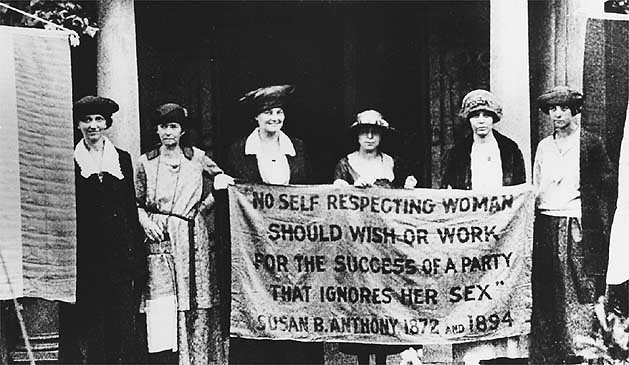 "NO SELF RESPECTING WOMAN
SHOULD WISH OR WORK
FOR THE SUCCESS OF A PARTY
THAT IGNORES HER SEX"
SUSAN B. ANTHONY 1872 AND 1894